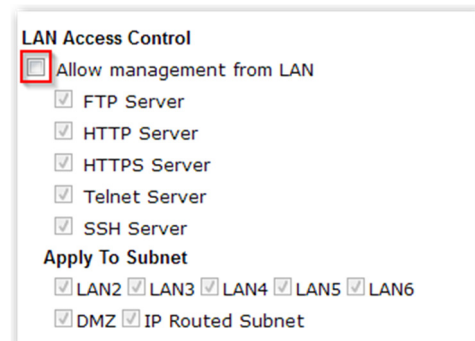 LAN Access Control
Allow management from LAN
FTP Server
HTTP Server
HTTPS Server
Telnet Server
SSH Server
Apply To Subnet
LAN2 LAN3 LAN4 LAN5 LAN6
DMZ IP Routed Subnet